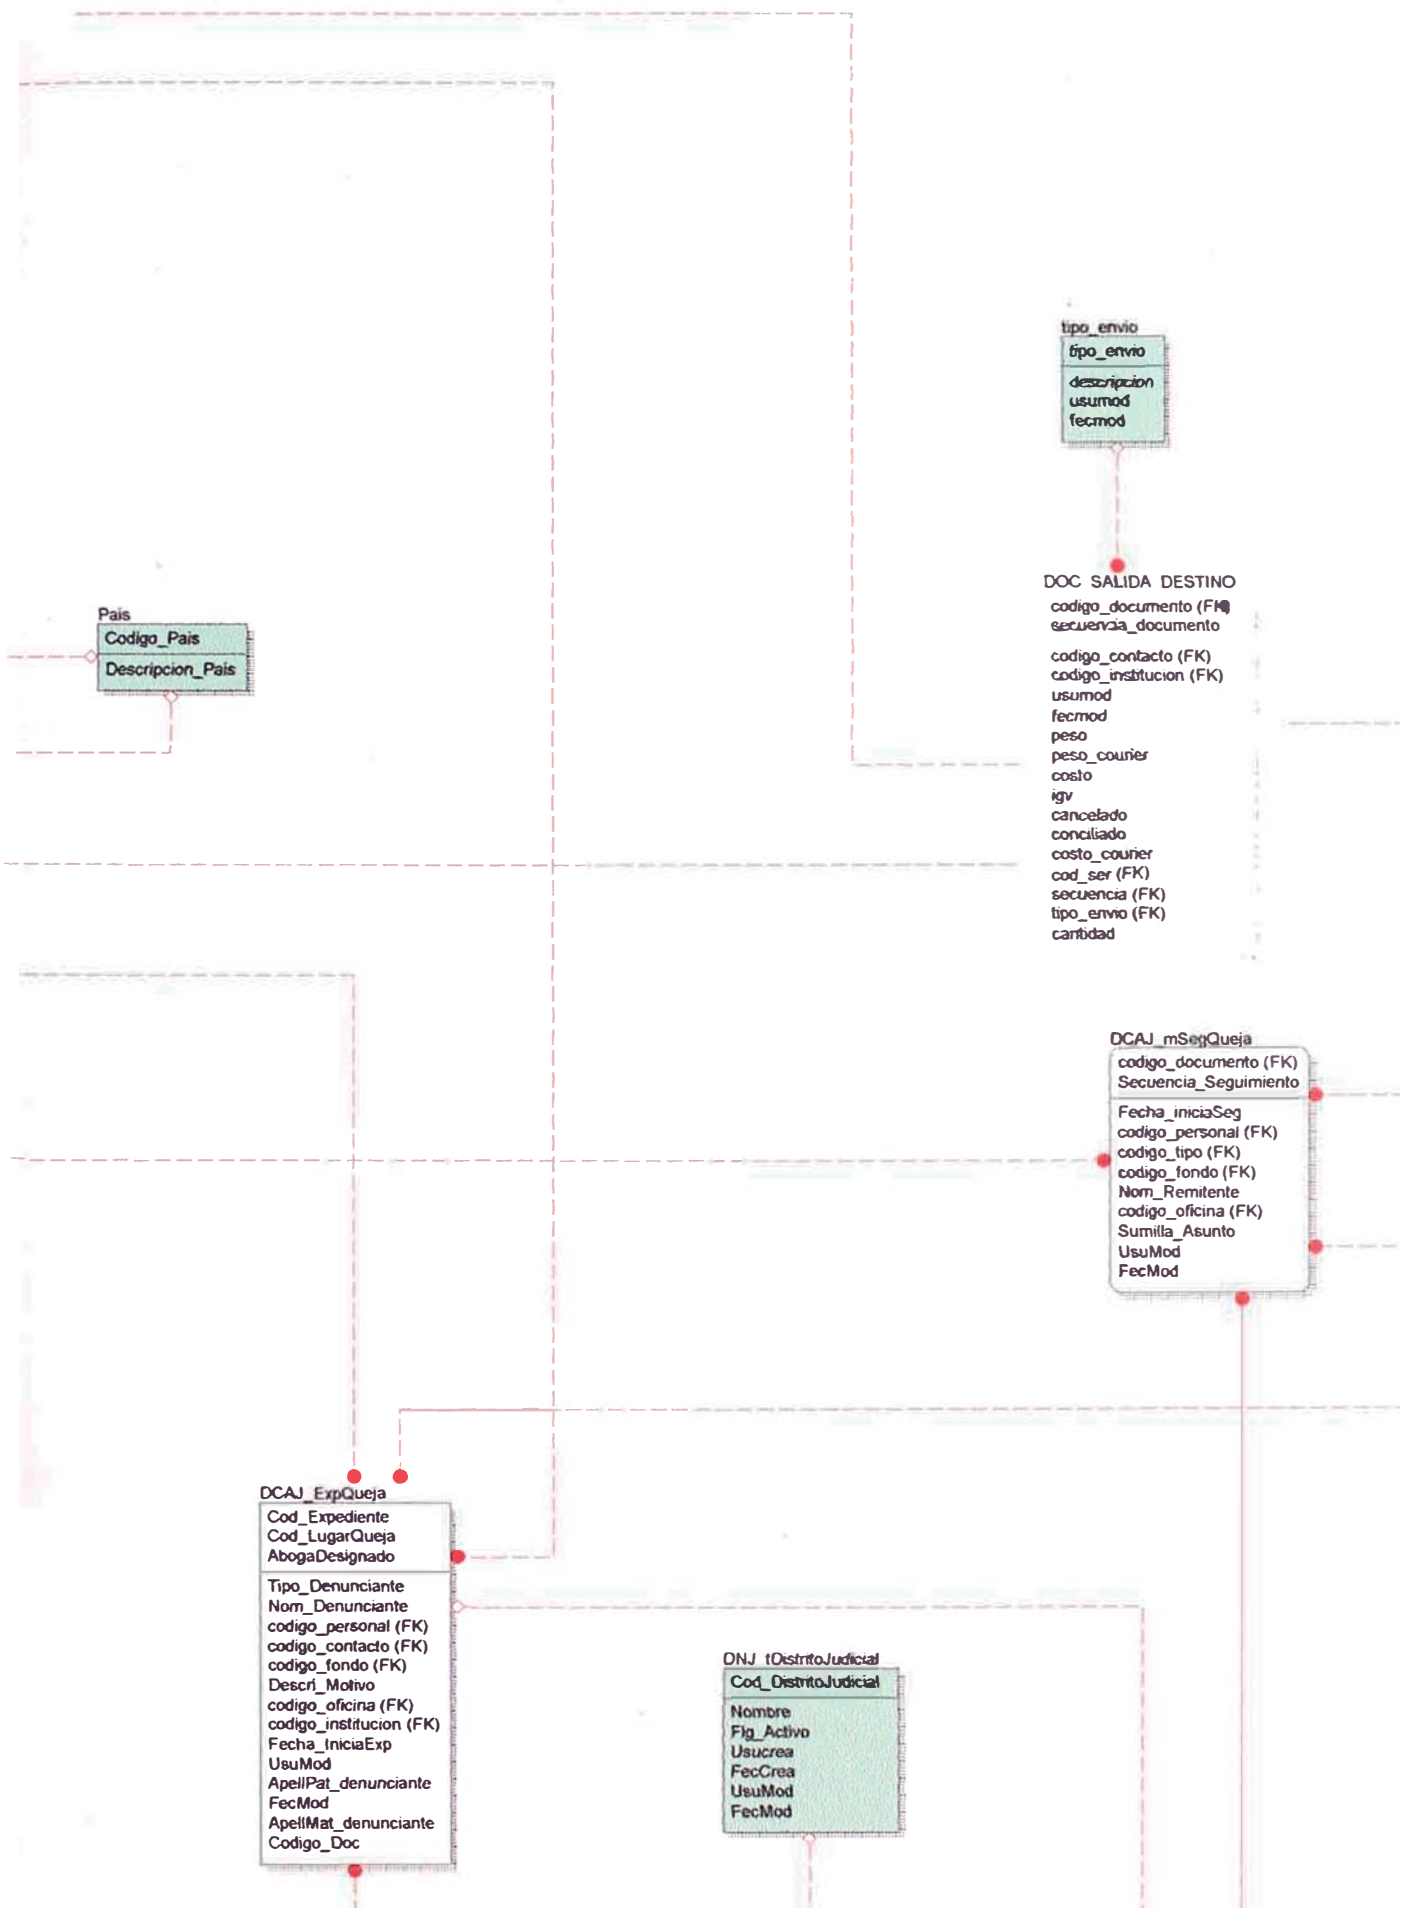 tipo_envio
tipo_envio
descripcion
usumod
fecmod
Pais
Codigo_Pais
Descripcion_Pais
DOC_SALIDA_DESTINO
codigo_documento (FK)
secuencia_documento
codigo_contacto (FK)
codigo_institucion (FK)
usumod
fecmod
peso
peso_courier
costo
igv
cancelado
conciliado
costo_courier
cod_ser (FK)
secuencia (FK)
tipo_envio (FK)
cantidad
DCAJ_mSegQueja
codigo_documento (FK)
Secuencia_Seguimiento
Fecha_iniciaSeg
codigo_personal (FK)
codigo_tipo (FK)
codigo_fondo (FK)
Nom_Remitente
codigo_oficina (FK)
Sumilla_Asunto
UsuMod
FecMod
DCAJ_ExpQueja
Cod_Expediente
Cod_LugarQueja
AbogaDesignado
Tipo_Denunciante
Nom_Denunciante
codigo_personal (FK)
codigo_contacto (FK)
codigo_fondo (FK)
Descri_Motivo
codigo_oficina (FK)
codigo_institucion (FK)
Fecha_IniciaExp
UsuMod
ApellPat_denunciante
FecMod
ApellMat_denunciante
Codigo_Doc
DNJ_tDistritoJudicial
Cod_DistritoJudicial
Nombre
Flg_Activo
Usucrea
FecCrea
UsuMod
FecMod